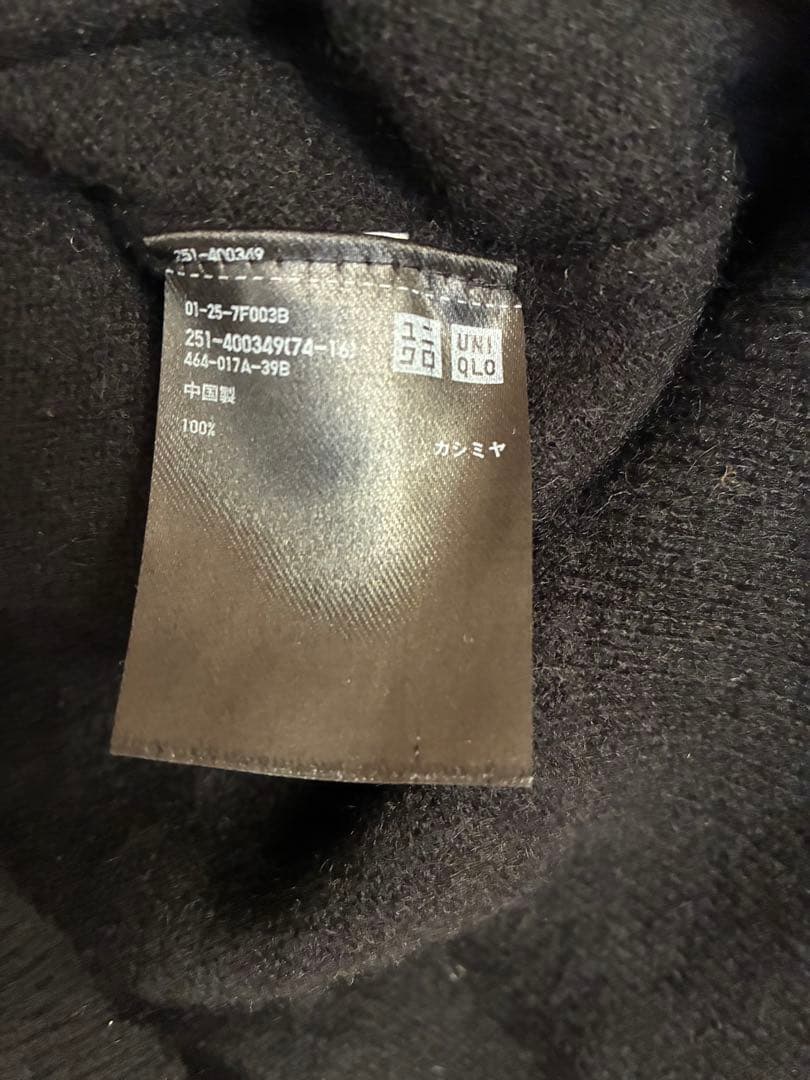 251-400349
01-25-7F003B
251-400349(74-16)
464-017A-39B
ユニ
クロ
UNI
QLO
中国製
100%
カシミヤ